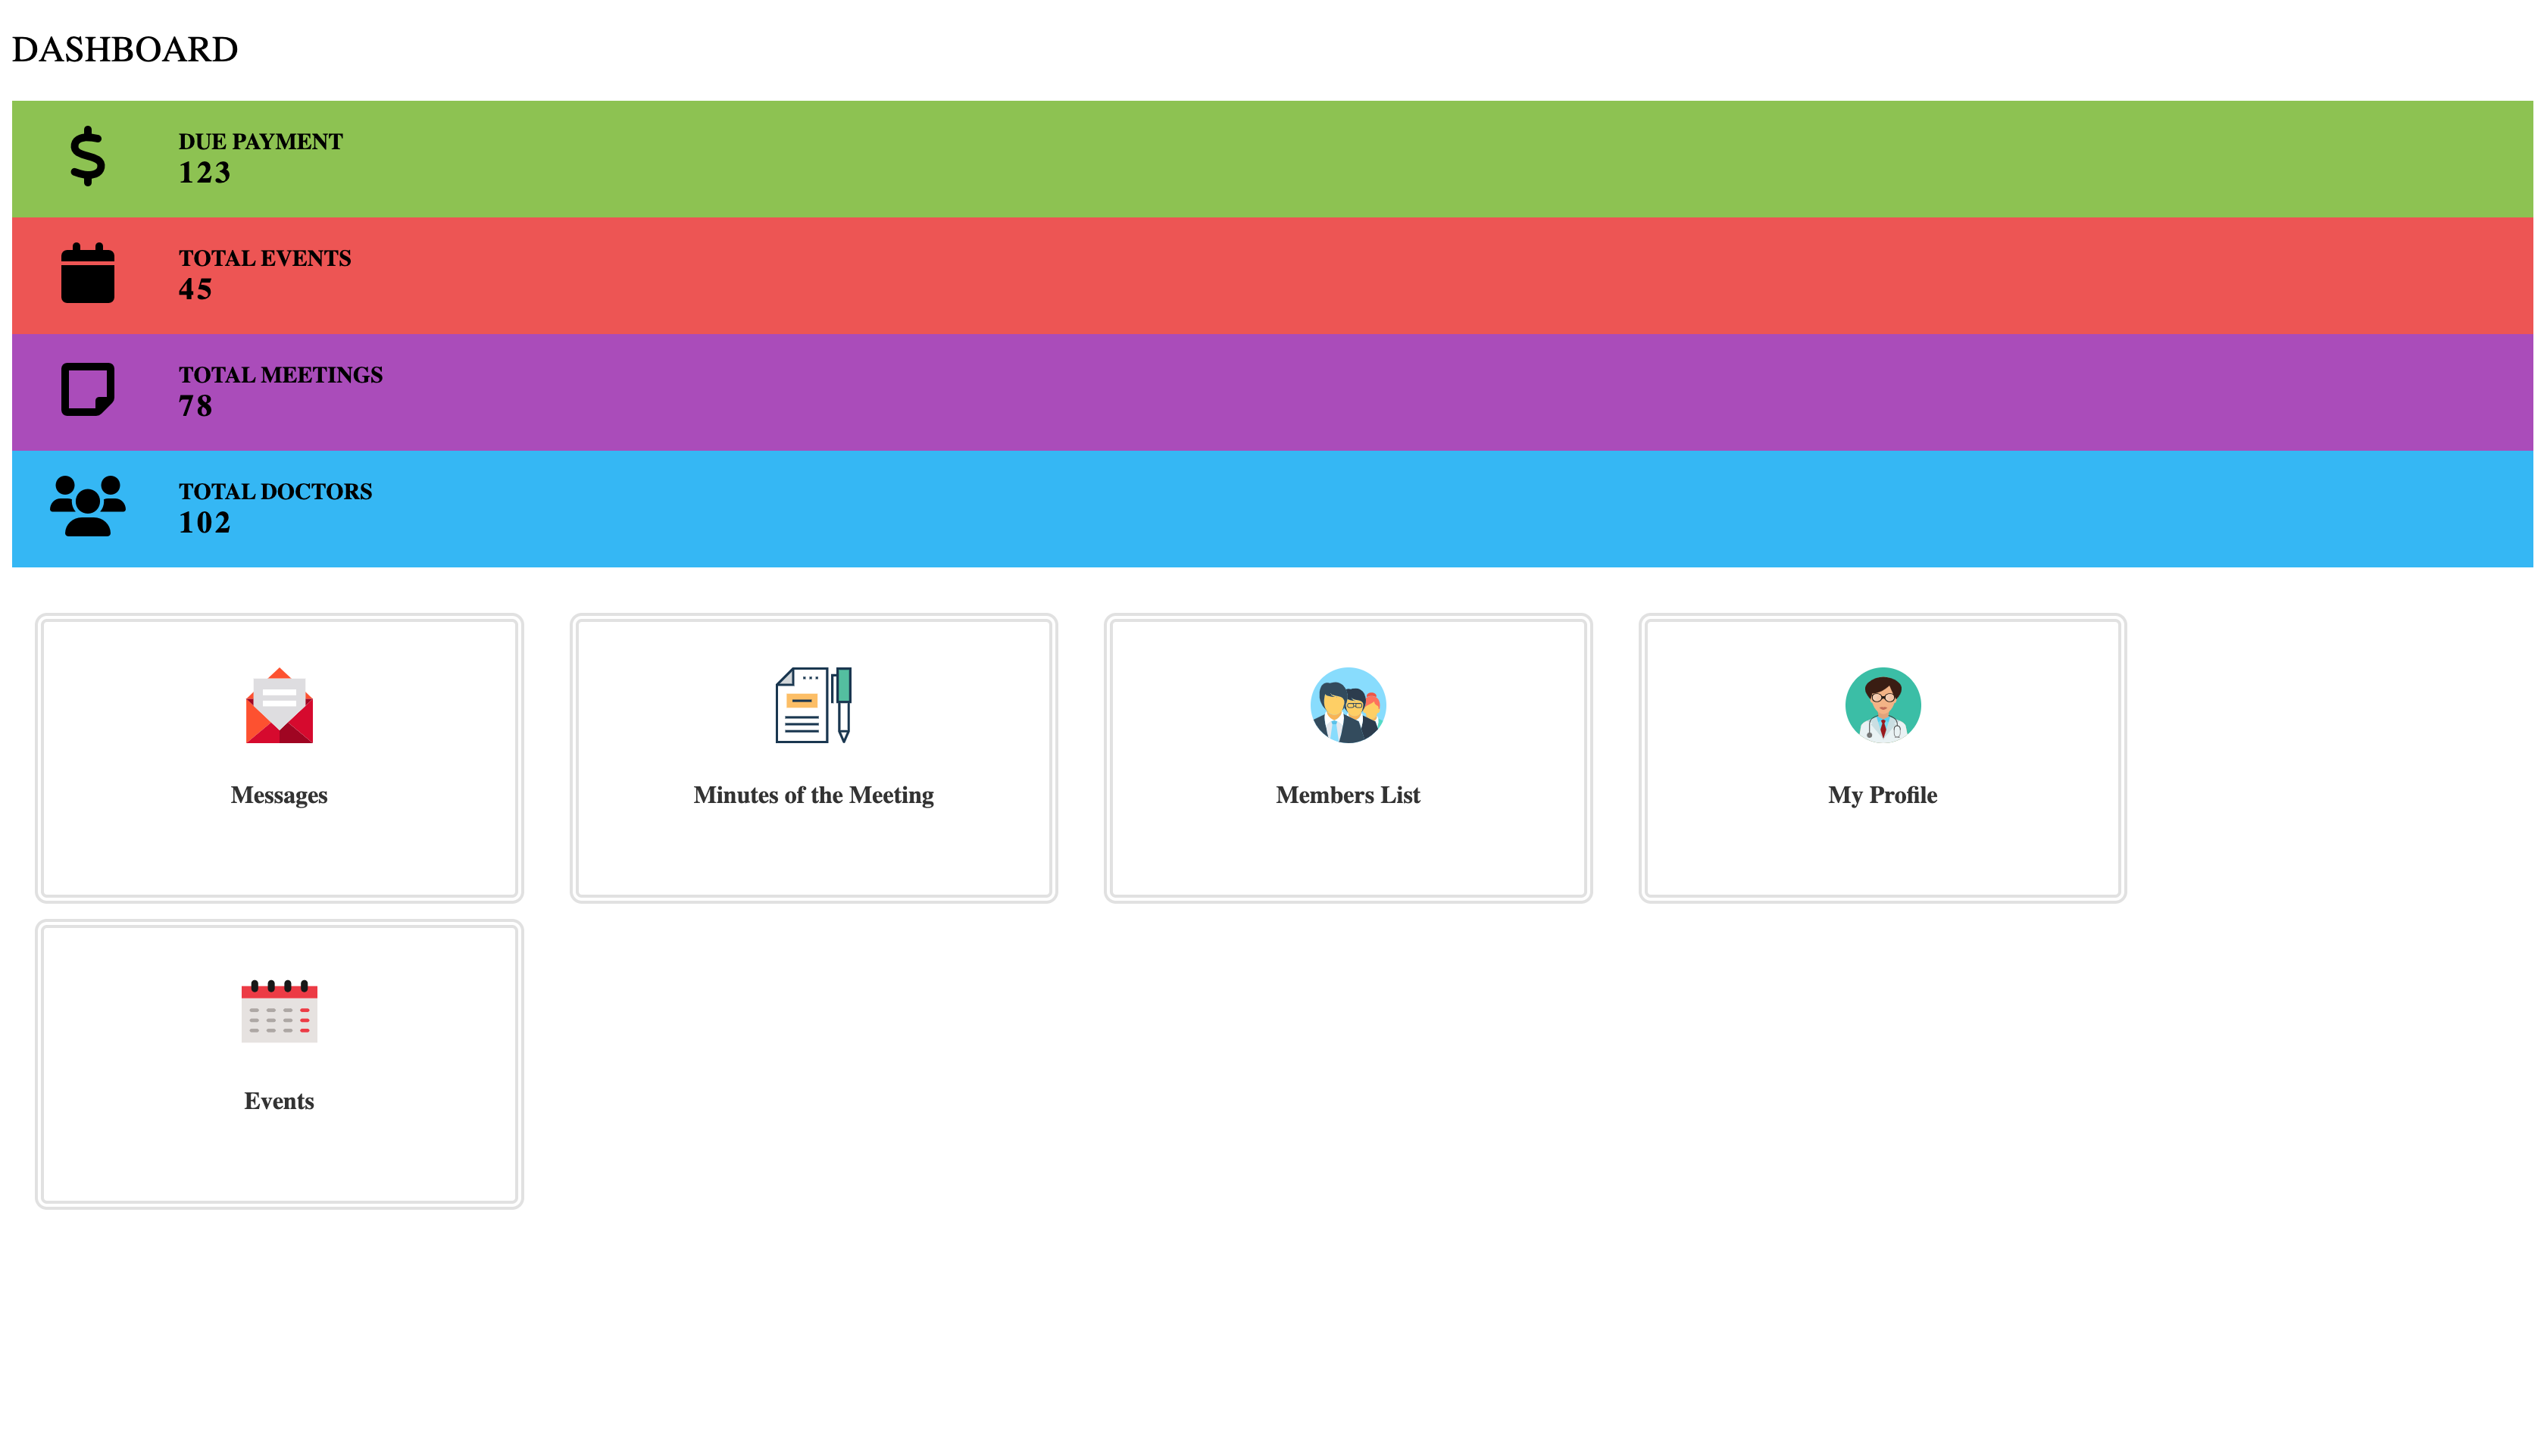 DASHBOARD
DUE PAYMENT
123
TOTAL EVENTS
45
TOTAL MEETINGS
78
TOTAL DOCTORS
102
Messages
Minutes of the Meeting
Members List
My Profile
Events